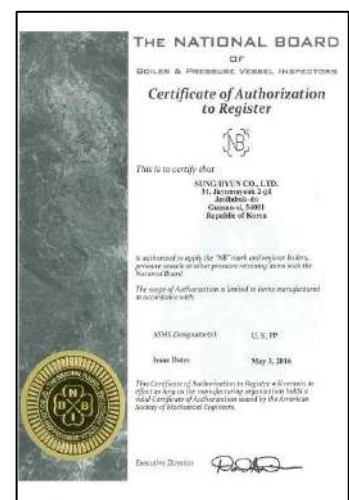 THE NATIONAL BOARD
OF
BOILER & PRESSURE VESSEL INSPECTORS
Certificate of Authorization
to Register
NB
This is to certify that
SUNG HYUN CO., LTD.
Gunsan-si, 54001
Republic of Korea
is authorized to apply the "NB" mark and register boilers,
pressure vessels or other pressure retaining items with the
National Board.
The scope of Authorization is limited to items manufactured
in accordance with:
ASME Designator(s): U, S, PP
Issue Date: May 3, 2016
This Certificate of Authorization to Register will remain in
effect as long as the manufacturing organization holds a
valid Certificate of Authorization issued by the American
Society of Mechanical Engineers.
Executive Director